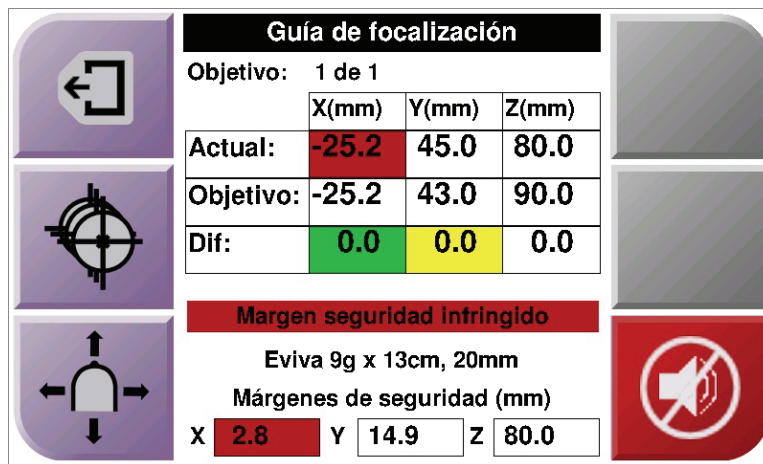 Guía de focalización
Objetivo: 1 de 1
X(mm) Y(mm) Z(mm)
Actual: -25.2 45.0 80.0
Objetivo: -25.2 43.0 90.0
Dif: 0.0 0.0 0.0
Margen seguridad infringido
Eviva 9g x 13cm, 20mm
Márgenes de seguridad (mm)
X 2.8 Y 14.9 Z 80.0